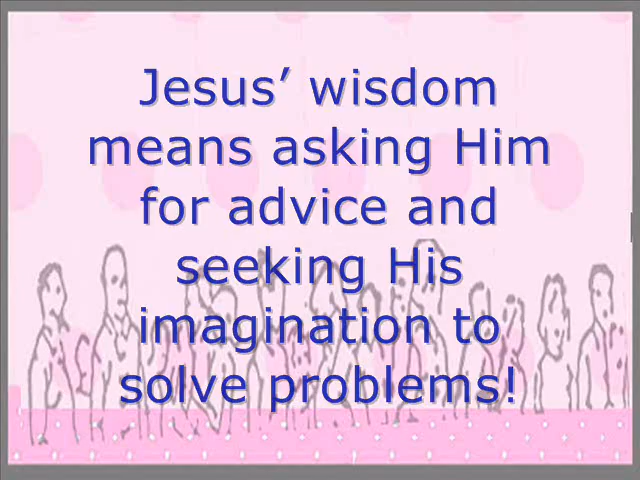 Jesus’ wisdom
means asking Him
for advice and
seeking His
imagination to
solve problems!